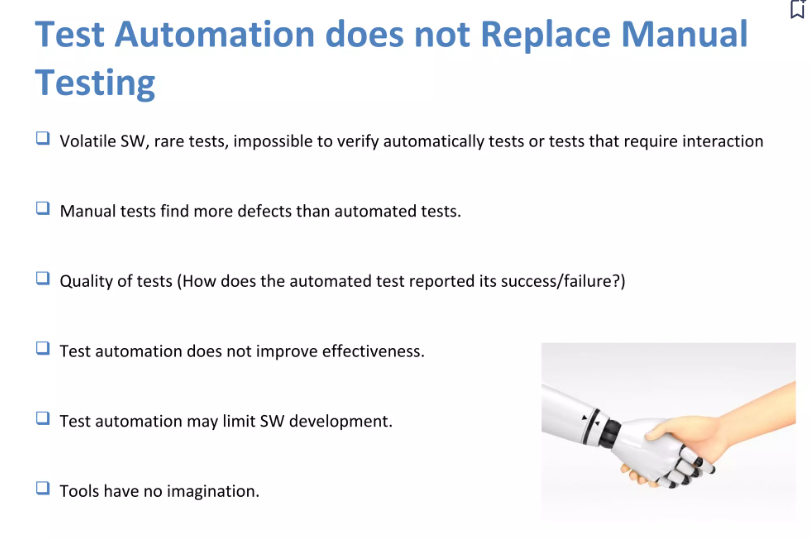 Test Automation does not Replace Manual
Testing
Volatile SW, rare tests, impossible to verify automatically tests or tests that require interaction
Manual tests find more defects than automated tests.
Quality of tests (How does the automated test reported its success/failure?)
Test automation does not improve effectiveness.
Test automation may limit SW development.
Tools have no imagination.